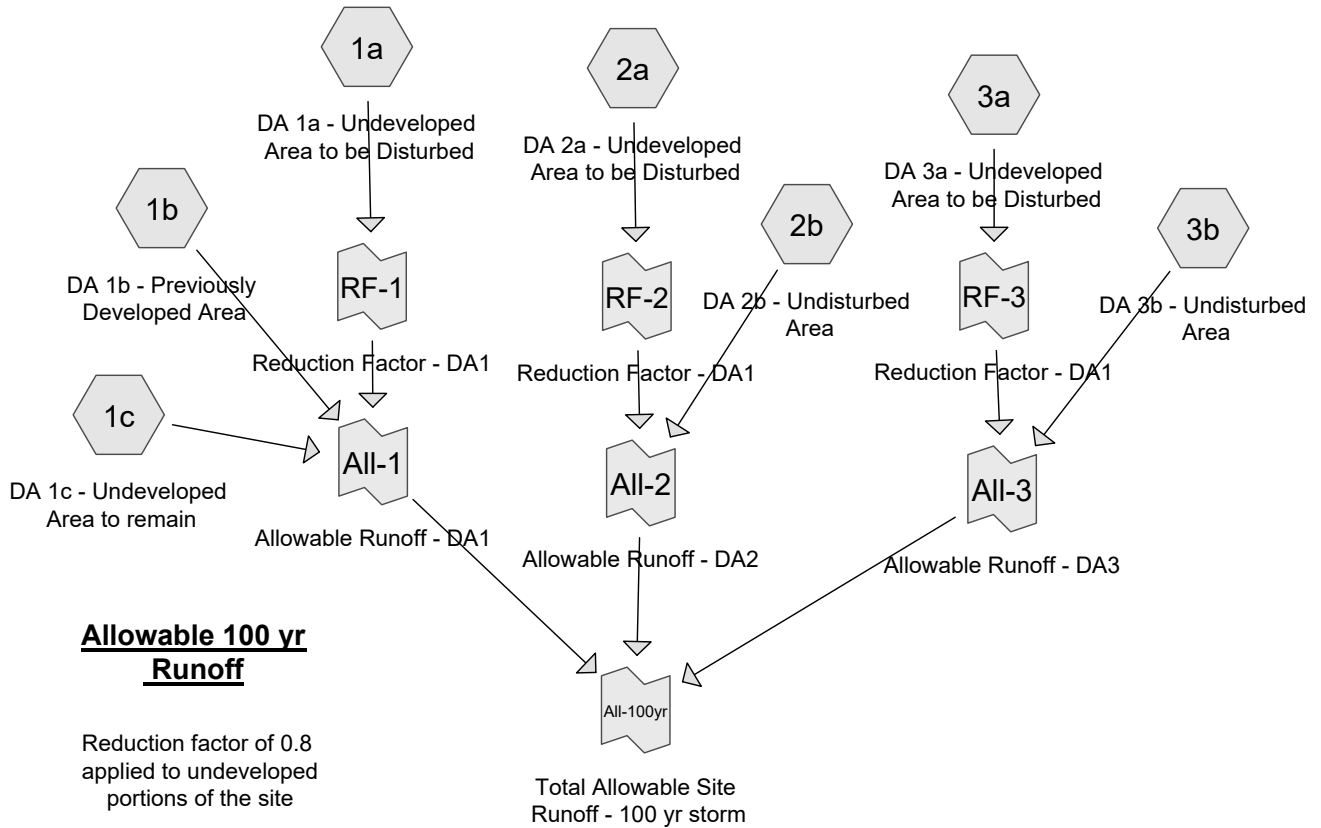 1a
DA 1a - Undeveloped
Area to be Disturbed
2a
DA 2a - Undeveloped
Area to be Disturbed
3a
DA 3a - Undeveloped
Area to be Disturbed
1b
DA 1b - Previously
Developed Area
2b
DA 2b - Undisturbed
Area
3b
DA 3b - Undisturbed
Area
RF-1
Reduction Factor - DA1
RF-2
Reduction Factor - DA1
RF-3
Reduction Factor - DA1
1c
DA 1c - Undeveloped
Area to remain
All-1
Allowable Runoff - DA1
All-2
Allowable Runoff - DA2
All-3
Allowable Runoff - DA3
Allowable 100 yr
Runoff
Reduction factor of 0.8
applied to undeveloped
portions of the site
All-100yr
Total Allowable Site
Runoff - 100 yr storm